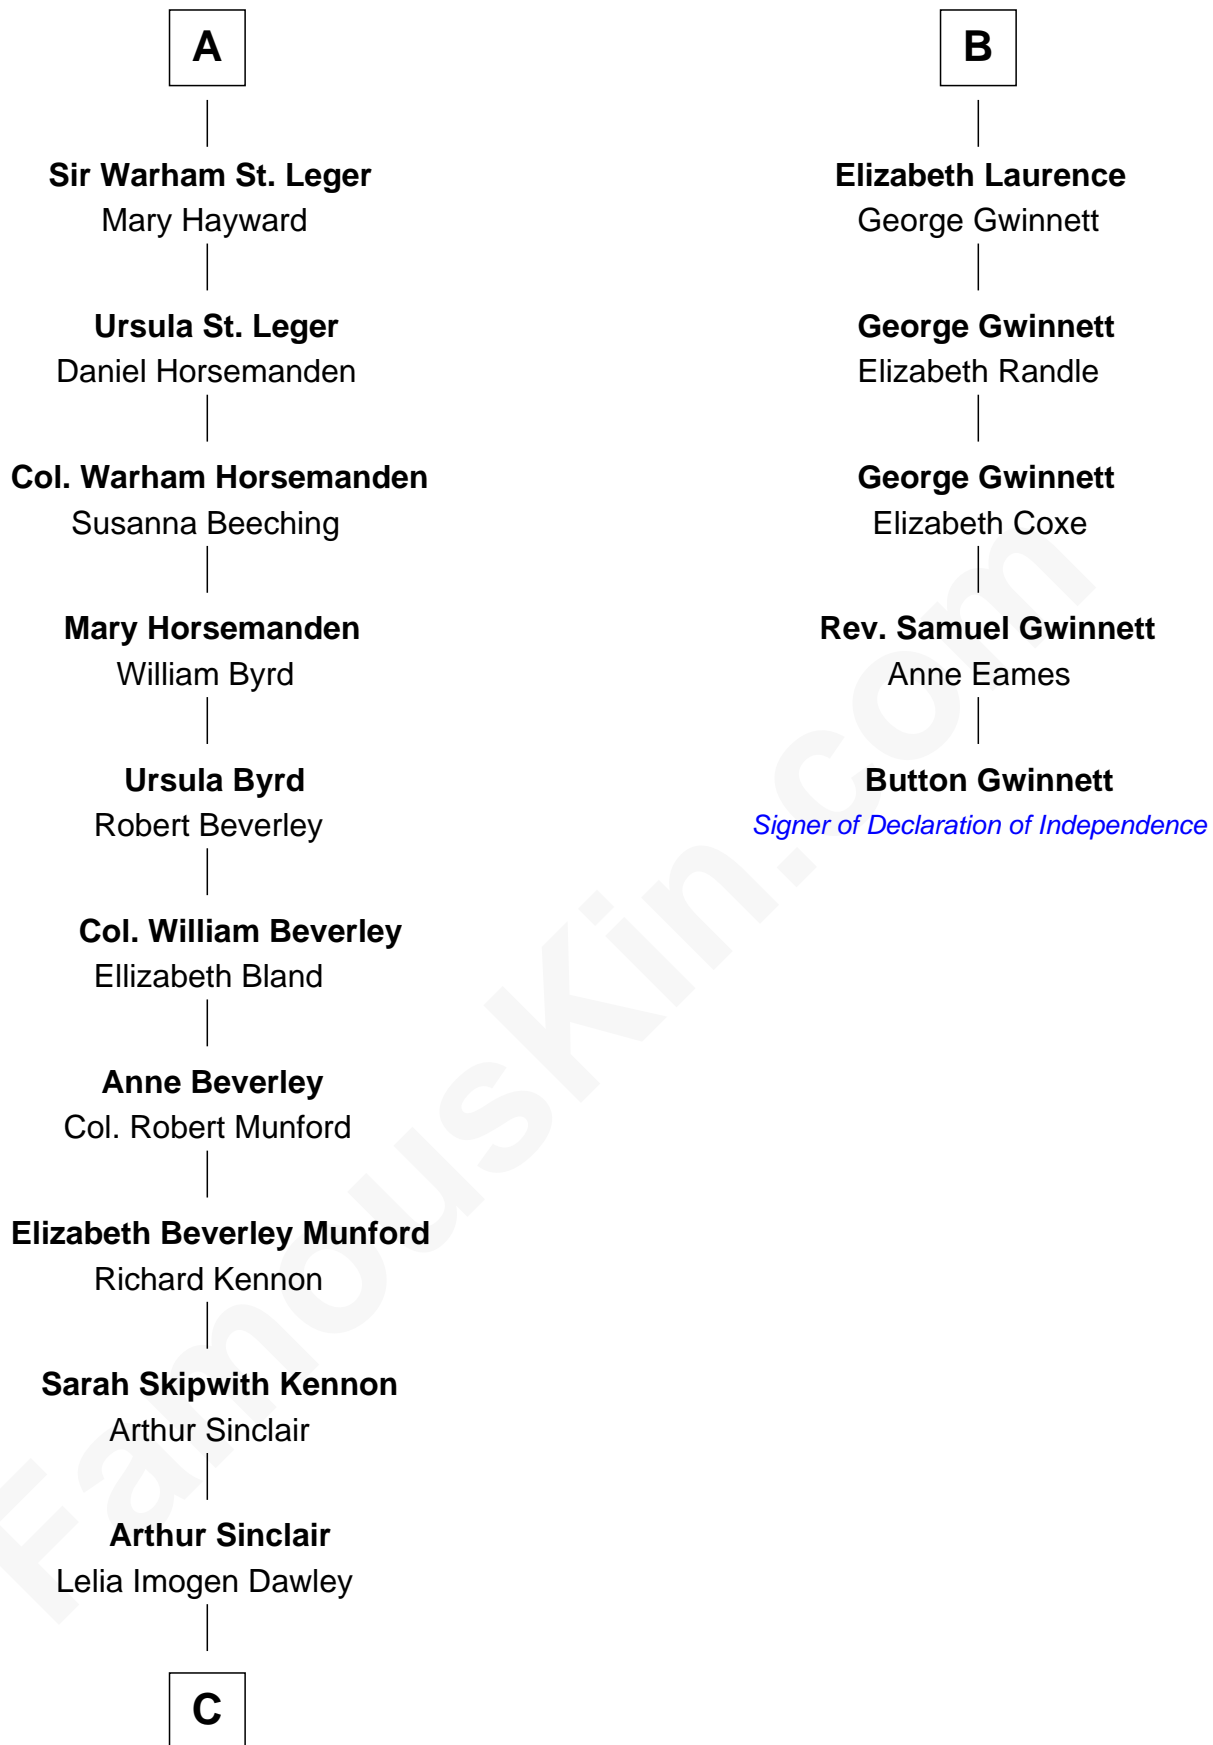 A
Sir Warham St. Leger
Mary Hayward
Ursula St. Leger
Daniel Horsemanden
Col. Warham Horsemanden
Susanna Beeching
Mary Horsemanden
William Byrd
Ursula Byrd
Robert Beverley
Col. William Beverley
Ellizabeth Bland
Anne Beverley
Col. Robert Munford
Elizabeth Beverley Munford
Richard Kennon
Sarah Skipwith Kennon
Arthur Sinclair
Arthur Sinclair
Lelia Imogen Dawley
C
B
Elizabeth Laurence
George Gwinnett
George Gwinnett
Elizabeth Randle
George Gwinnett
Elizabeth Coxe
Rev. Samuel Gwinnett
Anne Eames
Button Gwinnett
Signer of Declaration of Independence
FamousKin.com